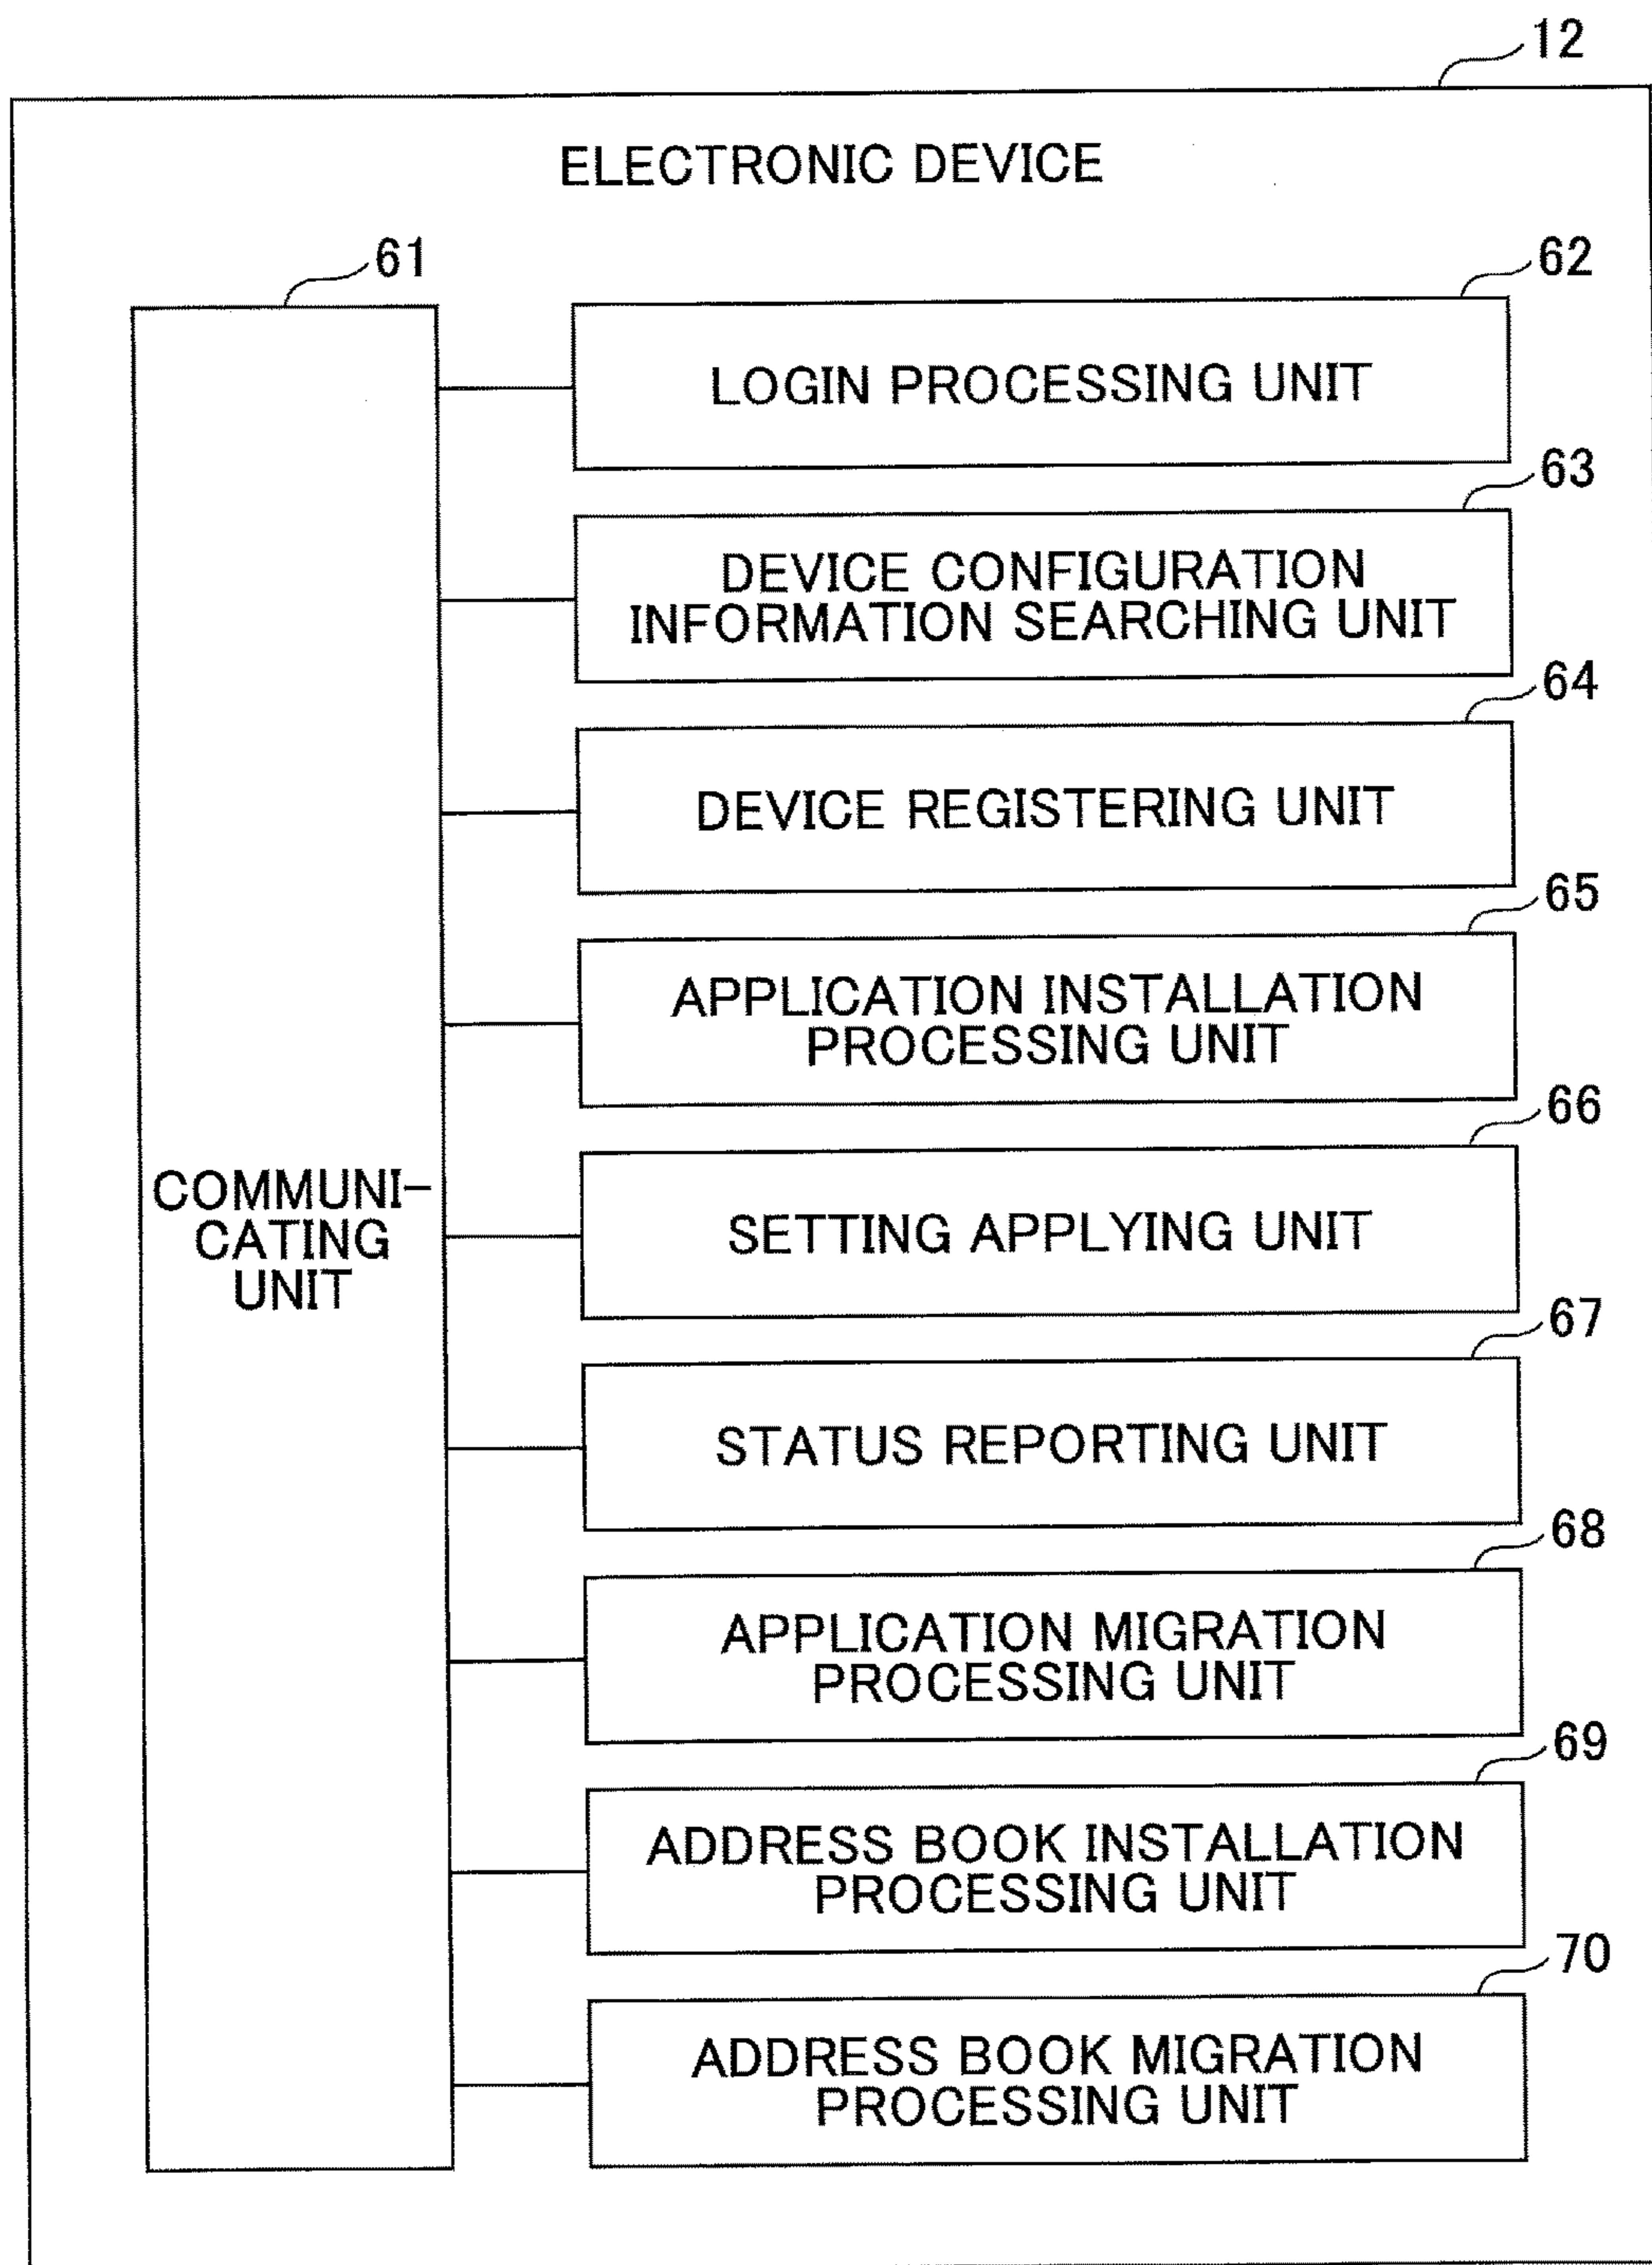 12
ELECTRONIC DEVICE
61
62
LOGIN PROCESSING UNIT
63
DEVICE CONFIGURATION
INFORMATION SEARCHING UNIT
64
DEVICE REGISTERING UNIT
65
APPLICATION INSTALLATION
PROCESSING UNIT
66
COMMUNI-
CATING
UNIT
SETTING APPLYING UNIT
67
STATUS REPORTING UNIT
68
APPLICATION MIGRATION
PROCESSING UNIT
69
ADDRESS BOOK INSTALLATION
PROCESSING UNIT
70
ADDRESS BOOK MIGRATION
PROCESSING UNIT